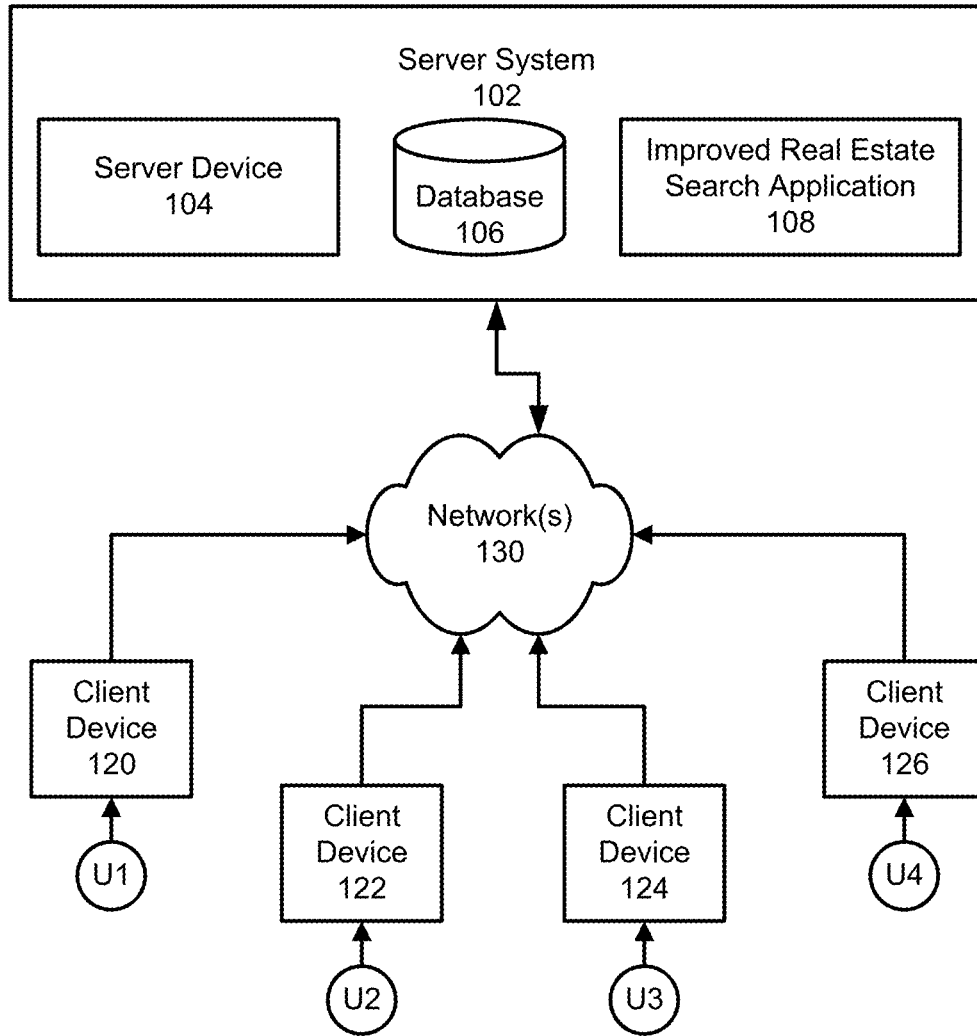 Server System
102
Server Device
104
Database
106
Improved Real Estate
Search Application
108
Network(s)
130
Client
Device
120
Client
Device
122
Client
Device
124
Client
Device
126
U1
U2
U3
U4